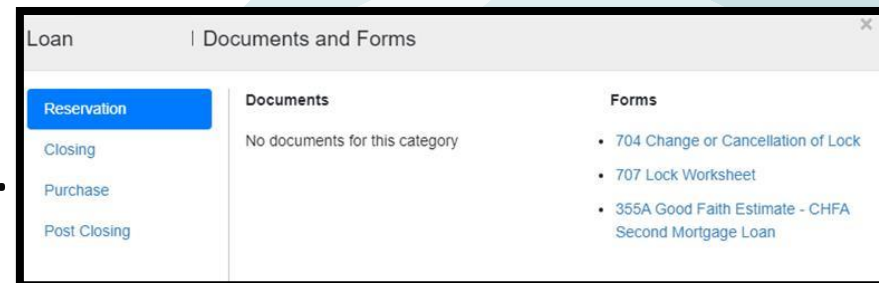 Loan | Documents and Forms ×
Reservation
Closing
Purchase
Post Closing
Documents
No documents for this category
Forms
• 704 Change or Cancellation of Lock
• 707 Lock Worksheet
• 355A Good Faith Estimate - CHFA
Second Mortgage Loan